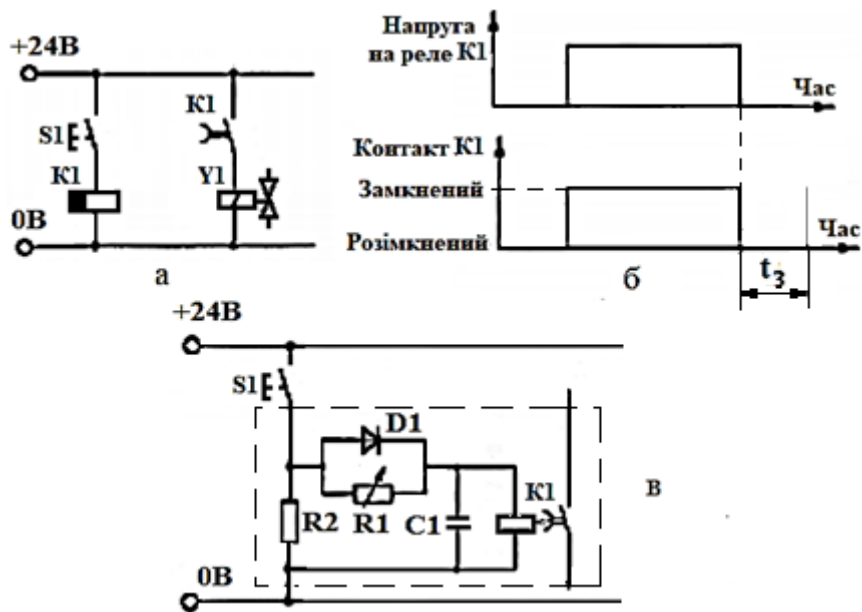 +24В
S1
К1
К1
Y1
0В
а
Напруга
на реле К1
Час
Контакт К1
Замкнений
Розімкнений
Час
t₃
б
+24В
S1
D1
R2
R1
C1
К1
0В
в